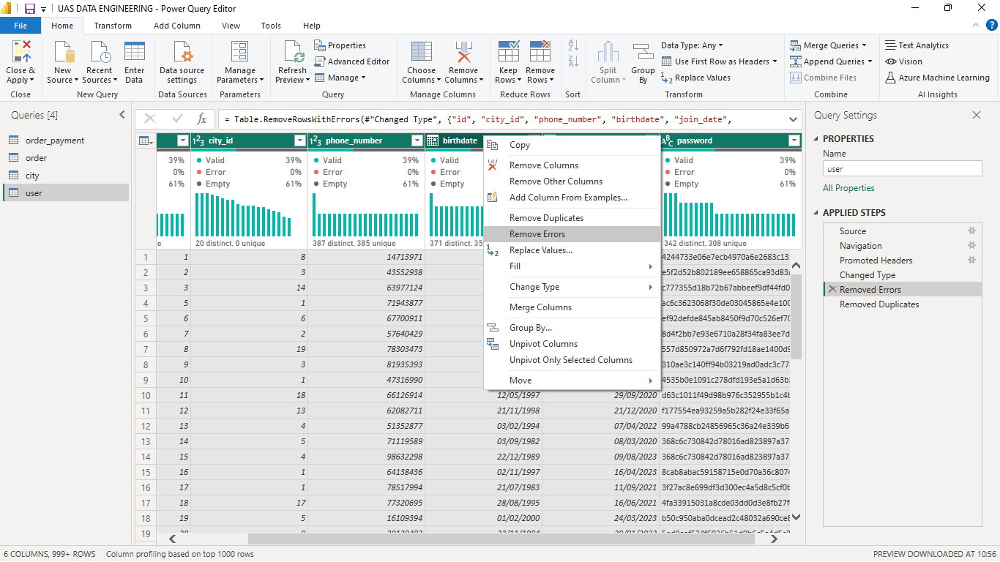 UAS DATA ENGINEERING - Power Query Editor
File Home Transform Add Column View Tools Help
Close & Apply
New Source
Recent Sources
Enter Data
Data source settings
Manage Parameters
Refresh Preview
Properties
Advanced Editor
Manage
Choose Columns
Remove Columns
Keep Rows
Remove Rows
Split Column
Group By
Data Type: Any
Use First Row as Headers
Replace Values
Merge Queries
Append Queries
Combine Files
Text Analytics
Vision
Azure Machine Learning
Close New Query Data Sources Parameters Query Manage Columns Reduce Rows Sort Transform Combine AI Insights
Queries [4]
order_payment
order
city
user
= Table.RemoveRowsWithErrors(#"Changed Type", {"id", "city_id", "phone_number", "birthdate", "join_date",
city_id phone_number birthdate password
39% Valid 39% Valid 39% Valid Valid 39%
0% Error 0% Error 0% Error Error 0%
61% Empty 61% Empty 61% Empty Empty 61%
20 distinct, 0 unique 387 distinct, 385 unique 371 distinct, 342 distinct, 308 unique
1 1 8 14713971 4244733e06e7ecb4970a6e2683c13
2 2 3 43552938 e5f2d52b802189ee658865ca93d83a
3 3 14 63977124 c777355d18b72b67abbeef9df44fd0
4 5 1 71943877 ac6c3623068f30de03045865e4e100
5 6 6 67700911 ef92defde845ab8450f9d70c526ef70
6 7 2 57640429 8d4f2bb7e93e6710a28f34fa83ee7d
7 8 19 78303473 557d850972a7d6f792fd18ae1400d9
8 9 3 81935393 310ae3c140ff94b03219ad0adc3c77
9 10 1 47316990 4535b0e1091c278dfd193e5a1d63b
10 11 18 66126914 12/05/1997 29/09/2020 d63c1011f49d98b976c352955b1c4b
11 12 13 62082711 21/11/1998 21/12/2020 f177554ea93259a5b282f24e33f65a
12 13 4 51352877 03/02/1994 07/04/2022 99a4788cb24856965c36a24e339b6
13 14 5 71119589 03/09/1982 08/03/2020 368c6c730842d78016ad823897a37
14 15 4 98632298 22/12/1989 09/08/2023 368c6c730842d78016ad823897a37
15 16 1 64138436 02/11/1997 16/04/2023 8cab8abac59158715e0d70a36c8074
16 17 1 78517994 21/07/1983 11/09/2021 3f27ac8e699df3d300ec4a5d8c5cf0b
17 18 17 77320695 28/08/1995 16/06/2021 4fa33915031a8cde03dd0d3e8fb27f
18 19 5 16109394 01/02/2000 24/03/2023 b50c950aba0dcead2c48032a690ce8
19
Copy
Remove Columns
Remove Other Columns
Add Column From Examples...
Remove Duplicates
Remove Errors
Replace Values...
Fill
Change Type
Merge Columns
Group By...
Unpivot Columns
Unpivot Only Selected Columns
Move
Query Settings
PROPERTIES
Name
user
All Properties
APPLIED STEPS
Source
Navigation
Promoted Headers
Changed Type
Removed Errors
Removed Duplicates
6 COLUMNS, 999+ ROWS Column profiling based on top 1000 rows PREVIEW DOWNLOADED AT 10:56